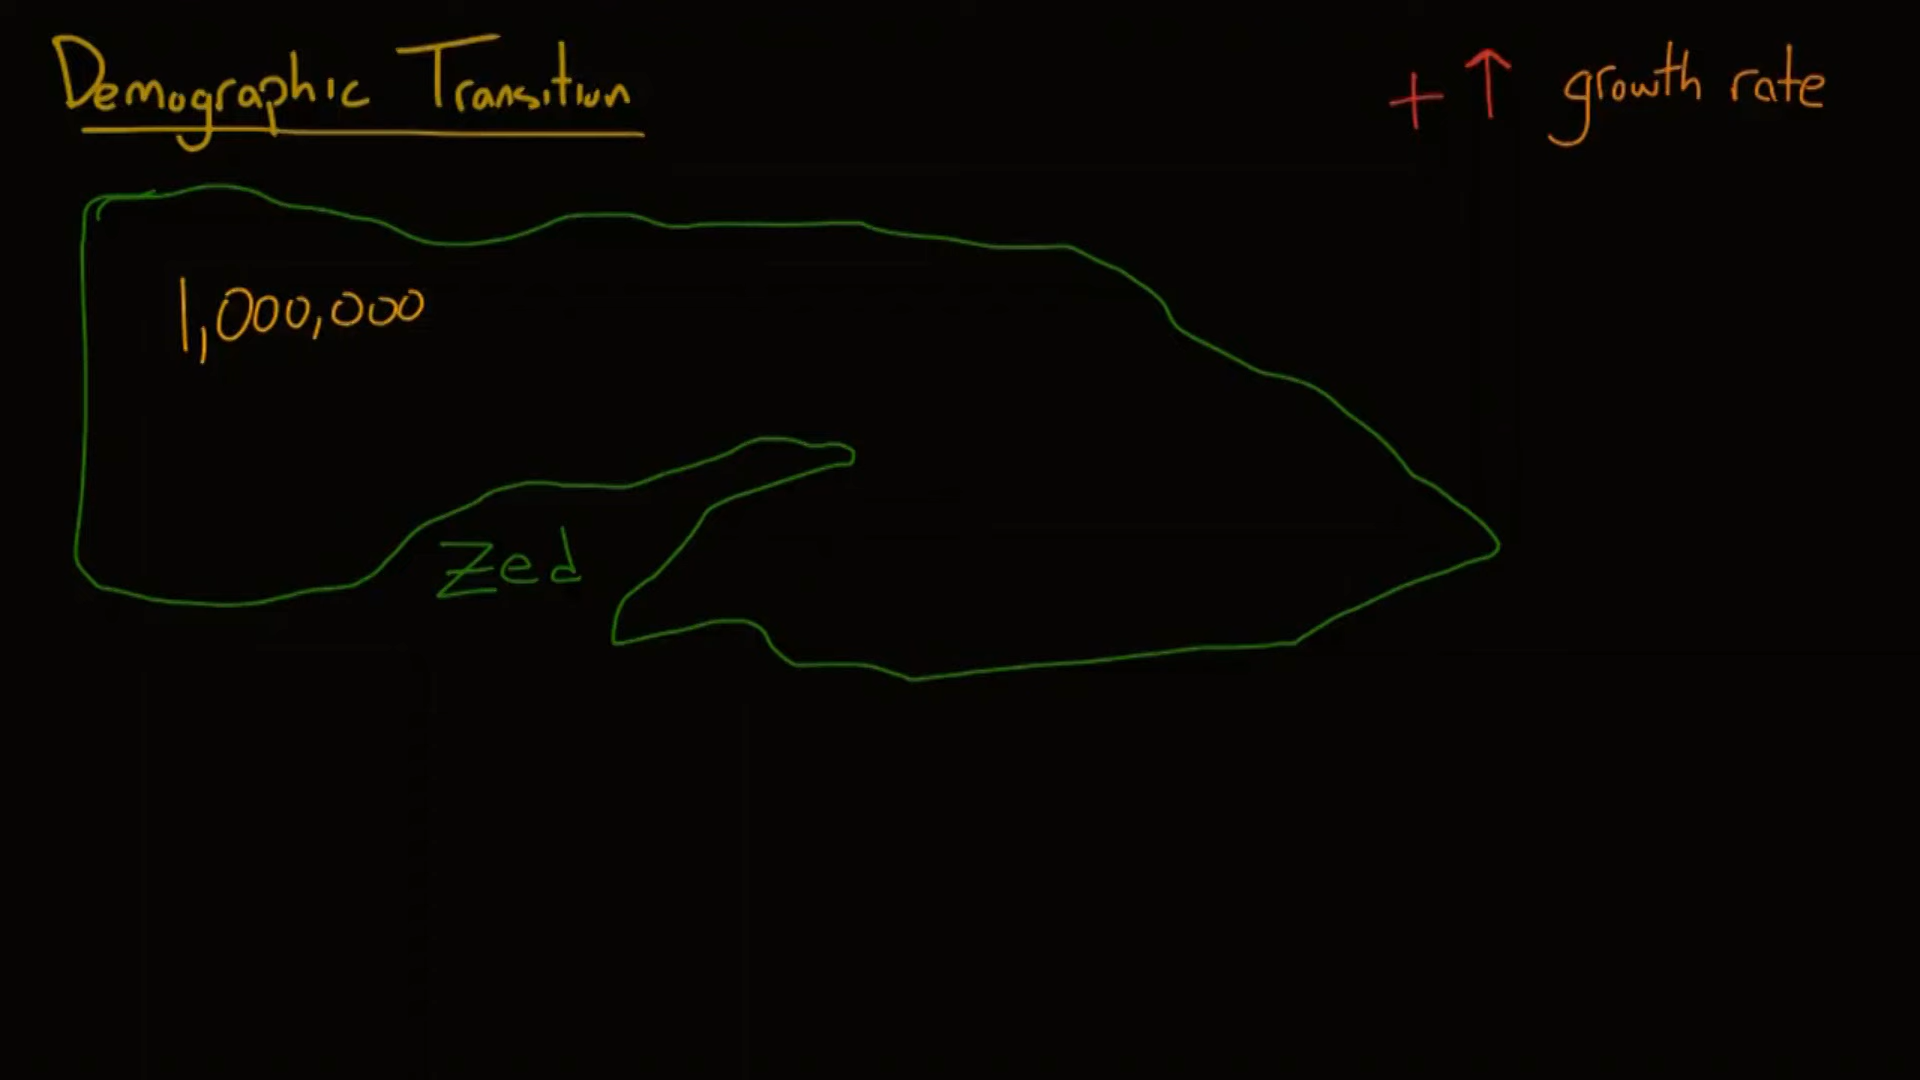 Demographic Transition
+ ↑ growth rate
1,000,000
Zed